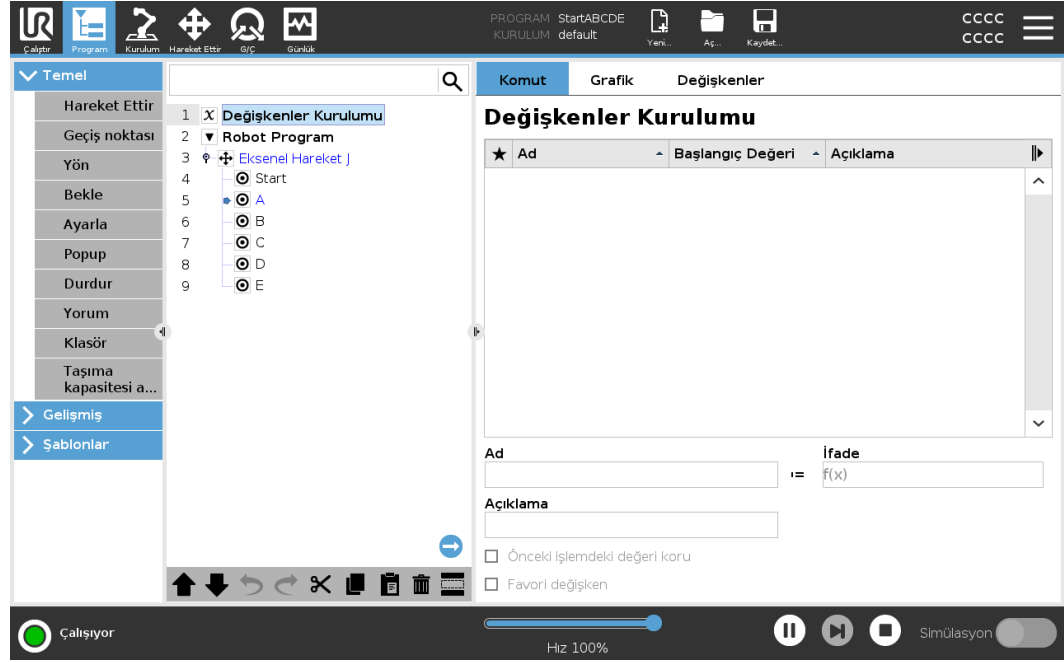 UR
PROGRAM StartABCDE
KURULUM default
CCCC
CCCC
Çalıştır Program Kurulum Hareket Ettir G/Ç Günlük
Yeni... Aç... Kaydet...
Temel
Hareket Ettir
Geçiş noktası
Yön
Bekle
Ayarla
Popup
Durdur
Yorum
Klasör
Taşıma
kapasitesi a...
Gelişmiş
Şablonlar
1 X Değişkenler Kurulumu
2 Robot Program
3 Eksenel Hareket J
4 Start
5 A
6 B
7 C
8 D
9 E
Komut Grafik Değişkenler
Değişkenler Kurulumu
Ad Başlangıç Değeri Açıklama
Ad İfade
:= f(x)
Açıklama
Önceki işlemdeki değeri koru
Favori değişken
Çalışıyor
Hız 100%
Simülasyon